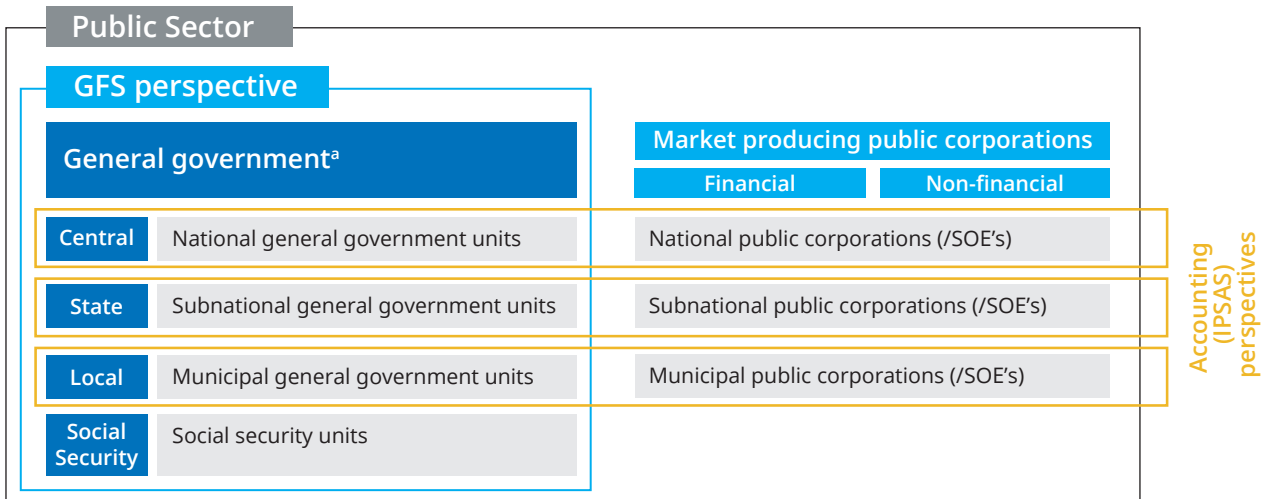 Public Sector
GFS perspective
General governmentᵃ
Market producing public corporations
Financial
Non-financial
Central
National general government units
National public corporations (/SOE’s)
State
Subnational general government units
Subnational public corporations (/SOE’s)
Local
Municipal general government units
Municipal public corporations (/SOE’s)
Social
Security
Social security units
Accounting
(IPSAS)
perspectives